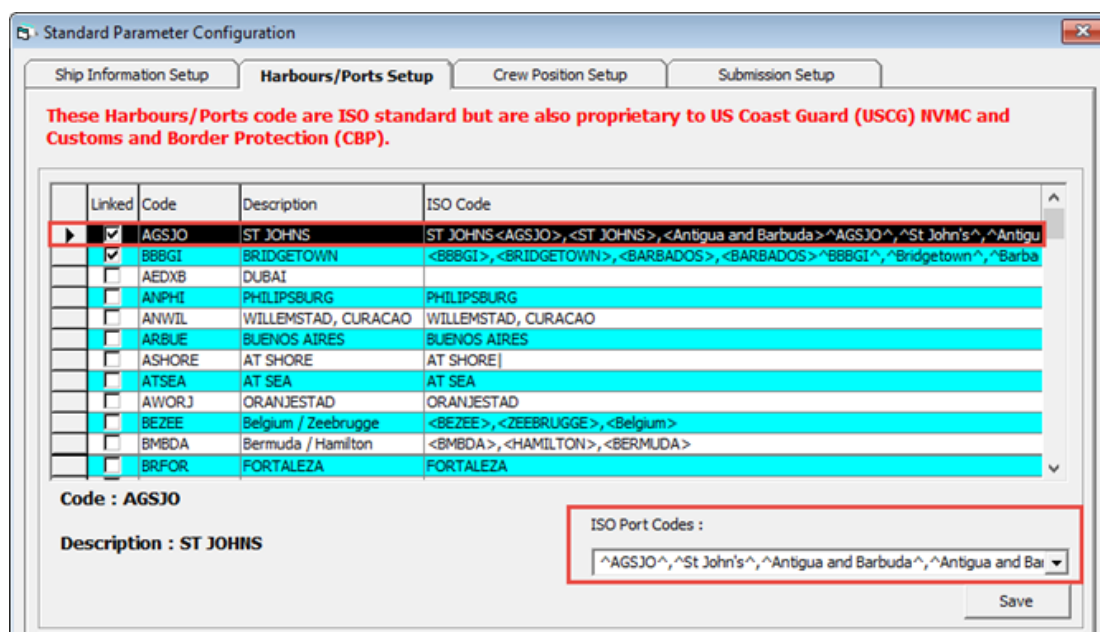 Standard Parameter Configuration
Ship Information Setup Harbours/Ports Setup Crew Position Setup Submission Setup
These Harbours/Ports code are ISO standard but are also proprietary to US Coast Guard (USCG) NVMC and
Customs and Border Protection (CBP).
Linked Code Description ISO Code
AGSJO ST JOHNS ST JOHNS<AGSJO>,<ST JOHNS>,<Antigua and Barbuda>^AGSJO^,^St John's^,^Antigu
BBBGI BRIDGETOWN <BBBGI>,<BRIDGETOWN>,<BARBADOS>,<BARBADOS>^BBBGI^,^Bridgetown^,^Barba
AEDXB DUBAI
ANPHI PHILIPSBURG PHILIPSBURG
ANWIL WILLEMSTAD, CURACAO WILLEMSTAD, CURACAO
ARBUE BUENOS AIRES BUENOS AIRES
ASHORE AT SHORE AT SHORE
ATSEA AT SEA AT SEA
AWORJ ORANJESTAD ORANJESTAD
BEZEE Belgium / Zeebrugge <BEZEE>,<ZEEBRUGGE>,<Belgium>
BMBDA Bermuda / Hamilton <BMBDA>,<HAMILTON>,<BERMUDA>
BRFOR FORTALEZA FORTALEZA
Code : AGSJO
ISO Port Codes :
Description : ST JOHNS
^AGSJO^,^St John's^,^Antigua and Barbuda^,^Antigua and Bar
Save